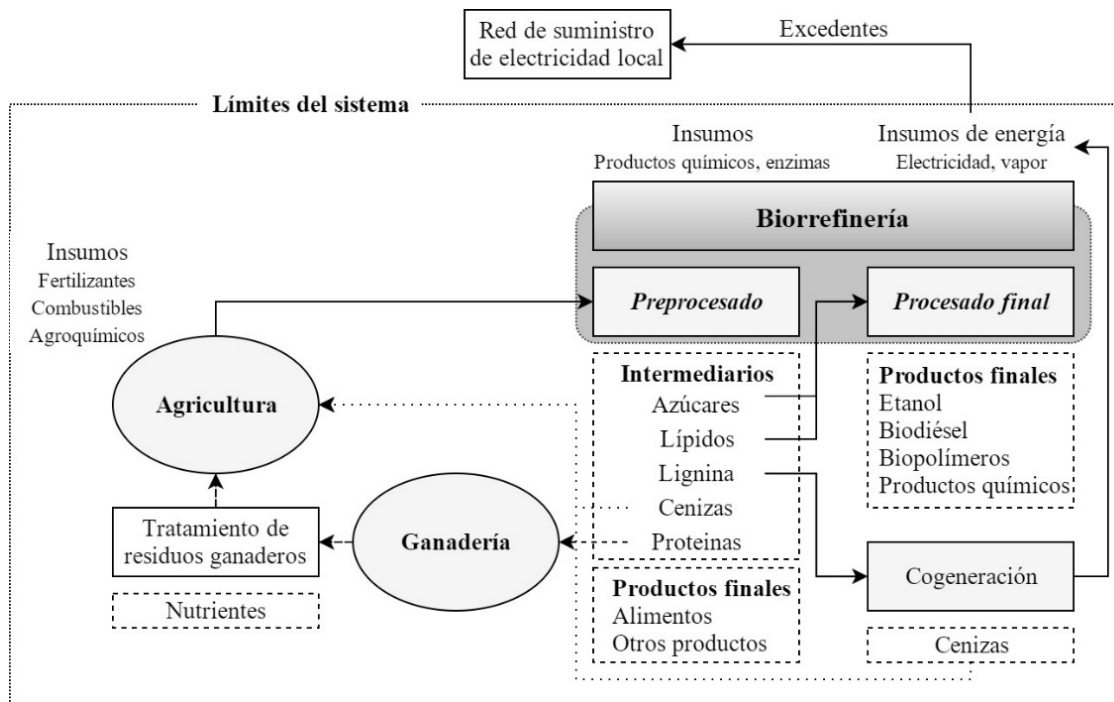 Red de suministro
de electricidad local
Excedentes
Límites del sistema
Insumos
Productos químicos, enzimas
Insumos de energía
Electricidad, vapor
Biorrefinería
Insumos
Fertilizantes
Combustibles
Agroquímicos
Preprocesado
Procesado final
Agricultura
Intermediarios
Azúcares
Lípidos
Lignina
Cenizas
Proteinas
Productos finales
Etanol
Biodiésel
Biopolímeros
Productos químicos
Tratamiento de
residuos ganaderos
Nutrientes
Ganadería
Productos finales
Alimentos
Otros productos
Cogeneración
Cenizas